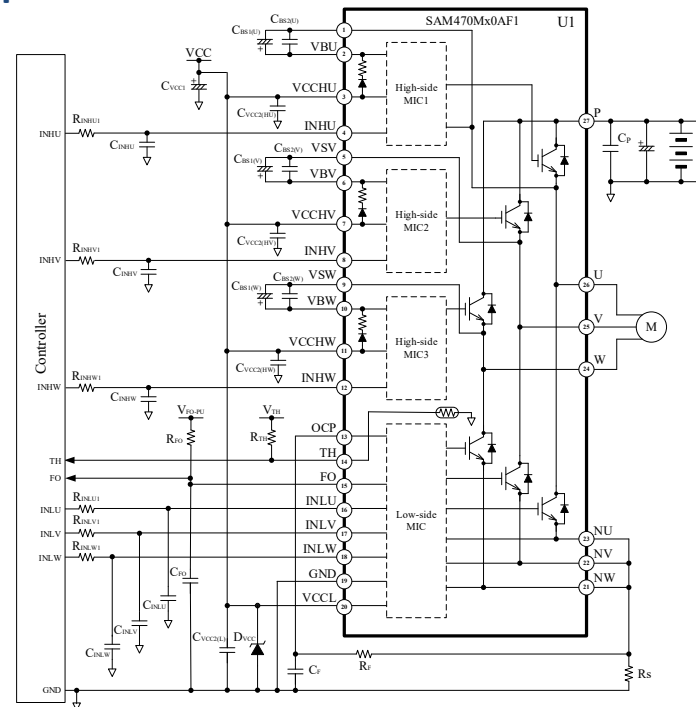 SAM470Mx0AF1 U1
CBS2(U)
CBS1(U)
1
VBU 2
VCC
CVCC1
VCCHU 3
CVCC2(HU)
High-side
MIC1
RINHU1
INHU
CINHU
INHU 4
VSV 5
CBS2(V)
CBS1(V)
VBV 6
VCCHV 7
CVCC2(HV)
High-side
MIC2
RINHV1
INHV
CINHV
INHV 8
VSW 9
CBS2(W)
CBS1(W)
VBW 10
VCCHW 11
CVCC2(HW)
High-side
MIC3
RINHW1
INHW
CINHW
INHW 12
Controller
VFO-PU
RFO
VTH
RTH
OCP 13
TH
TH 14
FO
FO 15
RINLU1
INLU
INLU 16
RINLV1
INLV
INLV 17
RINLW1
INLW
INLW 18
GND 19
VCCL 20
Low-side
MIC
CFO
CINLU
CINLV
CINLW
CVCC2(L)
DVCC
CF
RF
RS
GND
P
27
CP
U
26
V
25
W
24
M
NU
23
NV
22
NW
21